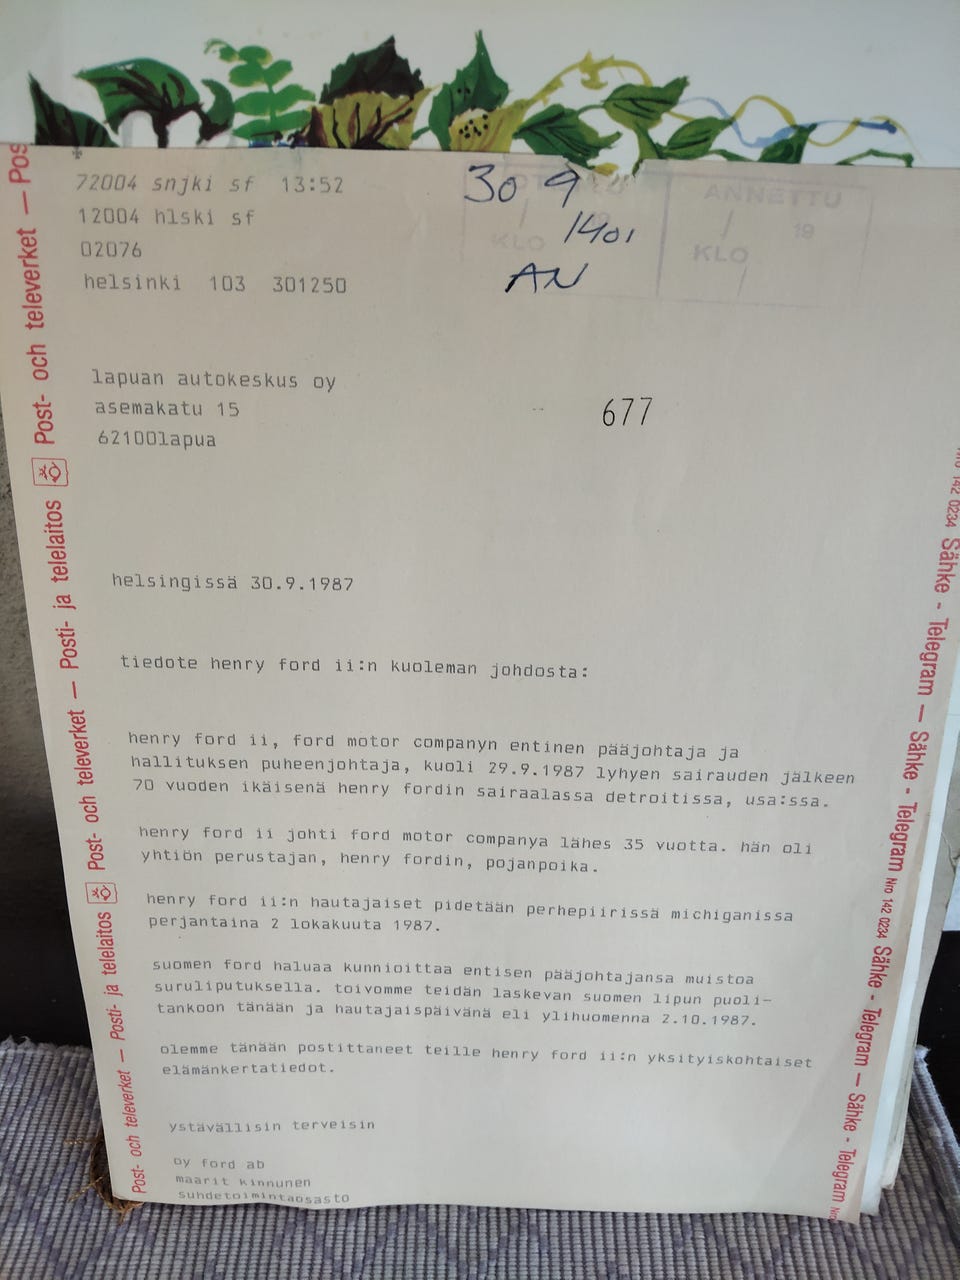 72004 snjki sf 13:52
12004 hlski sf
02076
helsinki 103 301250
30 9
1401
AN
ANNETTU
/ 19
KLO /
KLO
lapuan autokeskus oy
asemakatu 15
62100lapua
677
helsingissä 30.9.1987
tiedote henry ford ii:n kuoleman johdosta:
henry ford ii, ford motor companyn entinen pääjohtaja ja
hallituksen puheenjohtaja, kuoli 29.9.1987 lyhyen sairauden jälkeen
70 vuoden ikäisenä henry fordin sairaalassa detroitissa, usa:ssa.
henry ford ii johti ford motor companya lähes 35 vuotta. hän oli
yhtiön perustajan, henry fordin, pojanpoika.
henry ford ii:n hautajaiset pidetään perhepiirissä michiganissa
perjantaina 2 lokakuuta 1987.
suomen ford haluaa kunnioittaa entisen pääjohtajansa muistoa
suruliputuksella. toivomme teidän laskevan suomen lipun puoli-
tankoon tänään ja hautajaispäivänä eli ylihuomenna 2.10.1987.
olemme tänään postittaneet teille henry ford ii:n yksityiskohtaiset
elämänkertatiedot.
ystävällisin terveisin
oy ford ab
maarit kinnunen
suhdetoimintaosasto
Post- och televerket — Posti- ja telelaitos Post- och televerket — Posti- ja telelaitos Post- och televerket — Pos
142 0234 Sähke - Telegram — Sähke - Telegram Nro 142 0234 Sähke - Telegram — Sähke - Telegram Nro